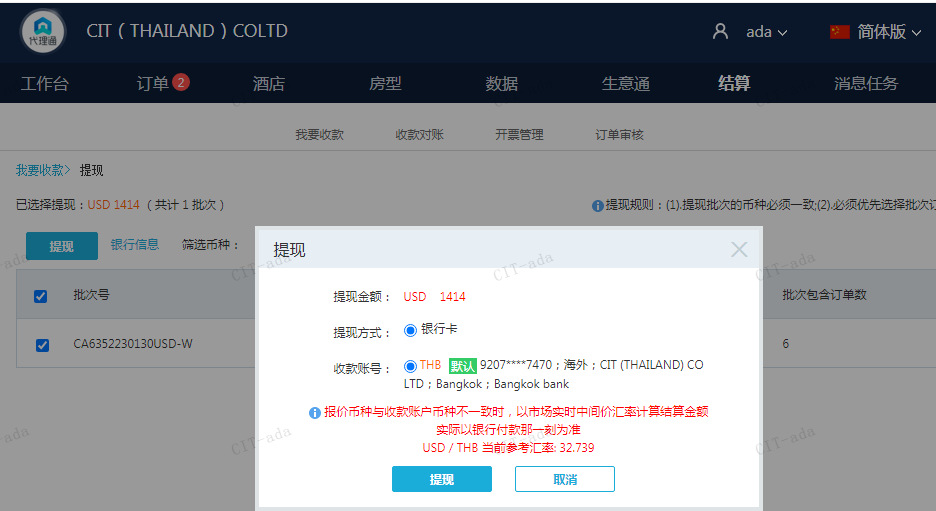 代理通
CIT ( THAILAND ) COLTD
ada
简体版
工作台
订单 2
酒店
房型
数据
生意通
结算
消息任务
我要收款
收款对账
开票管理
订单审核
我要收款> 提现
已选择提现：USD 1414 （ 共计 1 批次 ）
提现规则：(1).提现批次的币种必须一致;(2).必须优先选择批次订
提现
银行信息
筛选币种：
批次号
批次包含订单数
CA6352230130USD-W
6
提现
提现金额： USD 1414
提现方式： 银行卡
收款账号： THB 默认 9207****7470；海外；CIT (THAILAND) CO
LTD；Bangkok；Bangkok bank
报价币种与收款账户币种不一致时，以市场实时中间价汇率计算结算金额
实际以银行付款那一刻为准
USD / THB 当前参考汇率: 32.739
提现
取消
CIT-ada
CIT-ada
CIT-ada
CIT-ada
CIT-ada